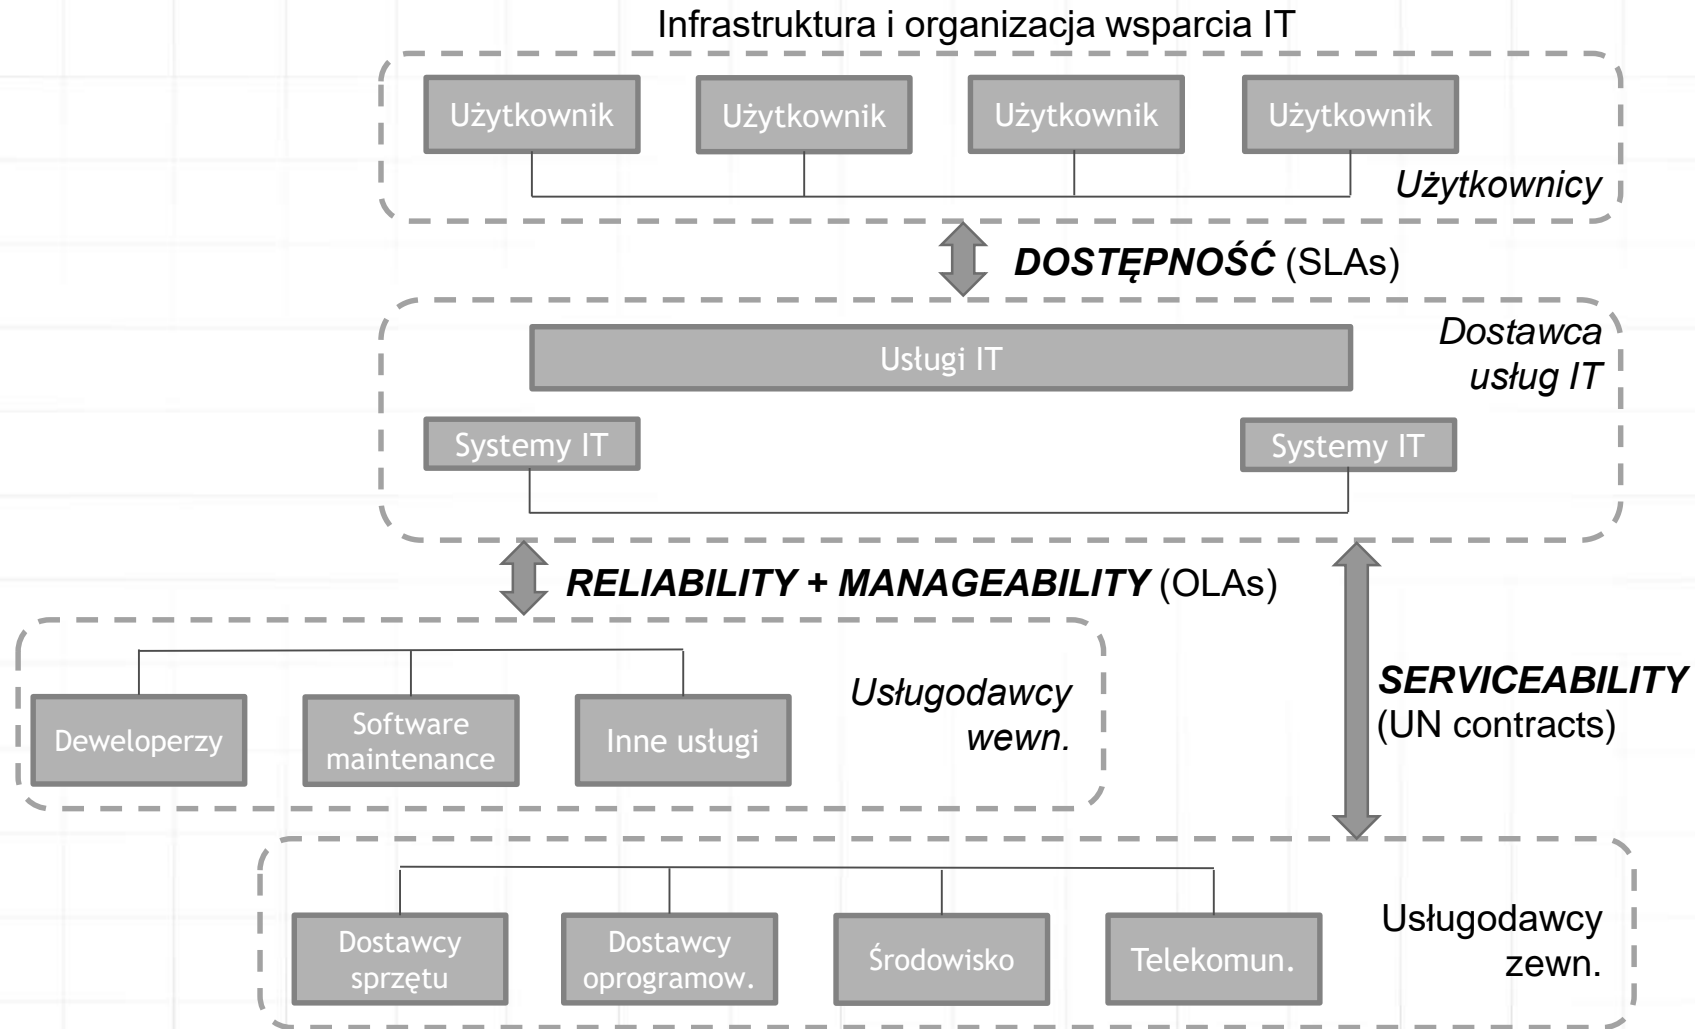 Infrastruktura i organizacja wsparcia IT
Użytkownik
Użytkownik
Użytkownik
Użytkownik
Użytkownicy
DOSTĘPNOŚĆ (SLAs)
Dostawca
usług IT
Usługi IT
Systemy IT
Systemy IT
RELIABILITY + MANAGEABILITY (OLAs)
SERVICEABILITY
(UN contracts)
Usługodawcy
wewn.
Deweloperzy
Software
maintenance
Inne usługi
Usługodawcy
zewn.
Dostawcy
sprzętu
Dostawcy
oprogramow.
Środowisko
Telekomun.